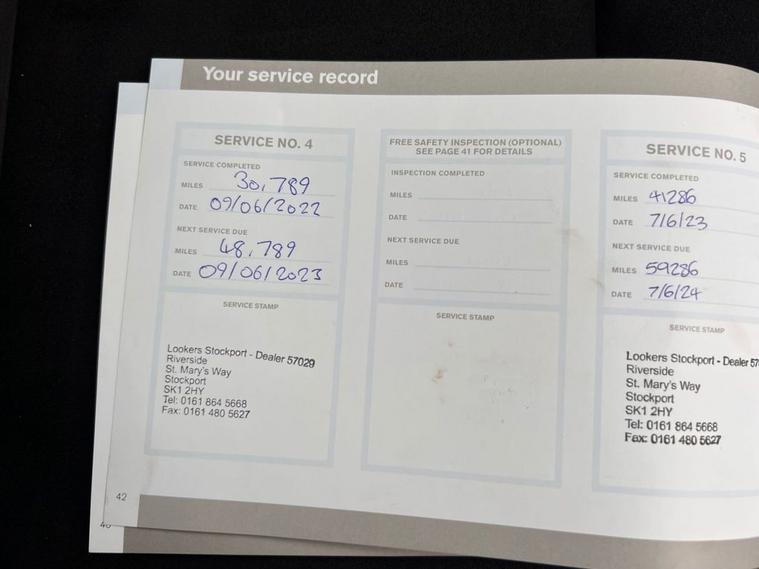 Your service record
SERVICE NO. 4
SERVICE COMPLETED
MILES 30,789
DATE 09/06/2022
NEXT SERVICE DUE
MILES 48,789
DATE 09/06/2023
SERVICE STAMP
Lookers Stockport - Dealer 57029
Riverside
St. Mary's Way
Stockport
SK1 2HY
Tel: 0161 864 5668
Fax: 0161 480 5627
FREE SAFETY INSPECTION (OPTIONAL)
SEE PAGE 41 FOR DETAILS
INSPECTION COMPLETED
MILES
DATE
NEXT SERVICE DUE
MILES
DATE
SERVICE STAMP
SERVICE NO. 5
SERVICE COMPLETED
MILES 41286
DATE 7/6/23
NEXT SERVICE DUE
MILES 59286
DATE 7/6/24
SERVICE STAMP
Lookers Stockport - Dealer 57
Riverside
St. Mary's Way
Stockport
SK1 2HY
Tel: 0161 864 5668
Fax: 0161 480 5627
42